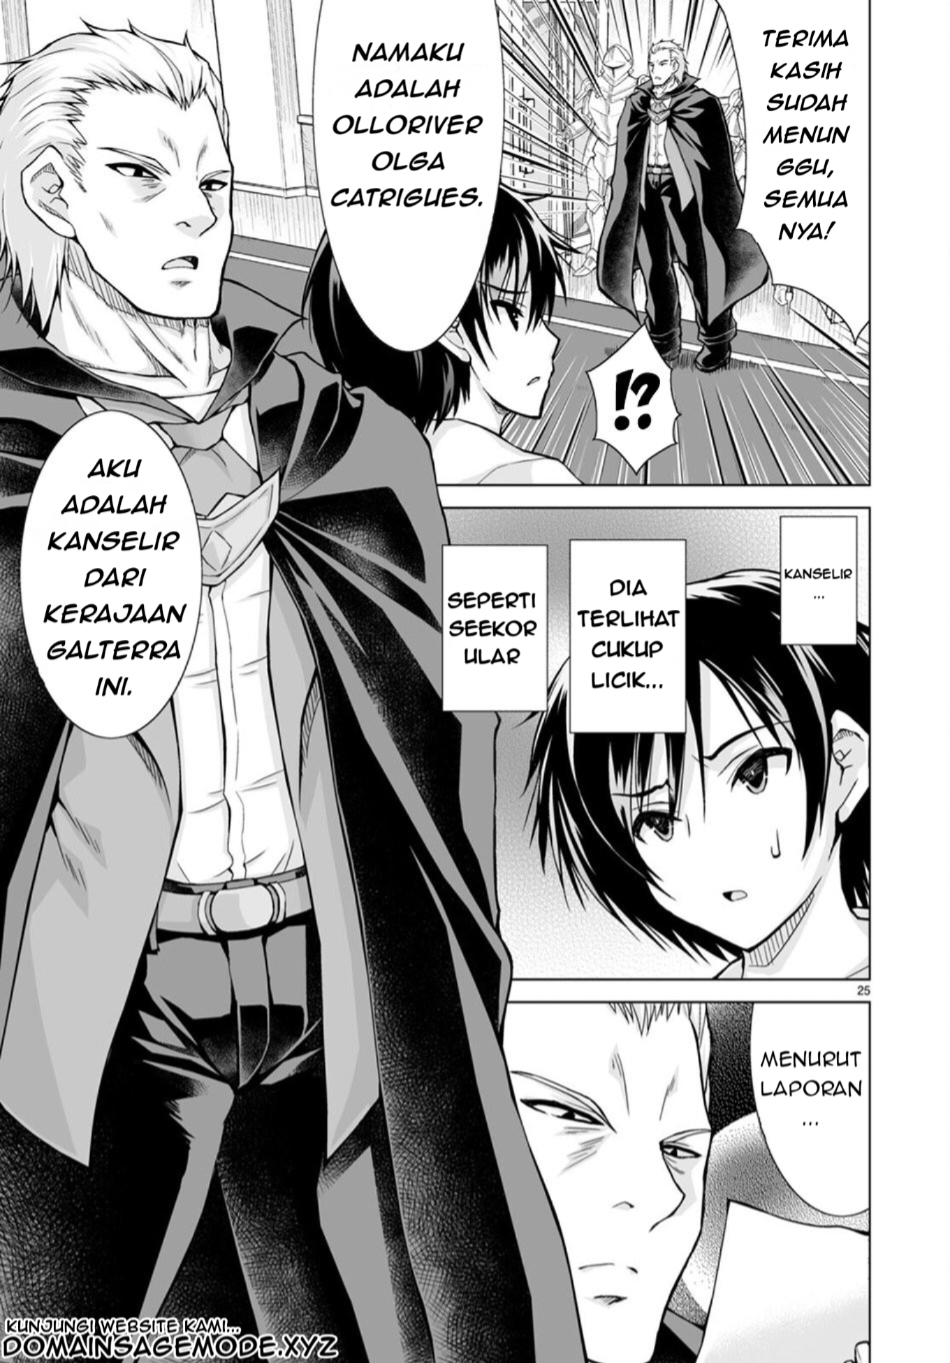 TERIMA
KASIH
SUDAH
MENUN
GGU,
SEMUA
NYA!
NAMAKU
ADALAH
OLLORIVER
OLGA
CATRIGUES.
!?
AKU
ADALAH
KANSELIR
DARI
KERAJAAN
GALTERRA
INI.
KANSELIR
...
DIA
TERLIHAT
CUKUP
LICIK...
SEPERTI
SEEKOR
ULAR
25
MENURUT
LAPORAN
...
KUNJUNGI WEBSITE KAMI...
DOMAINSAGEMODE.XYZ